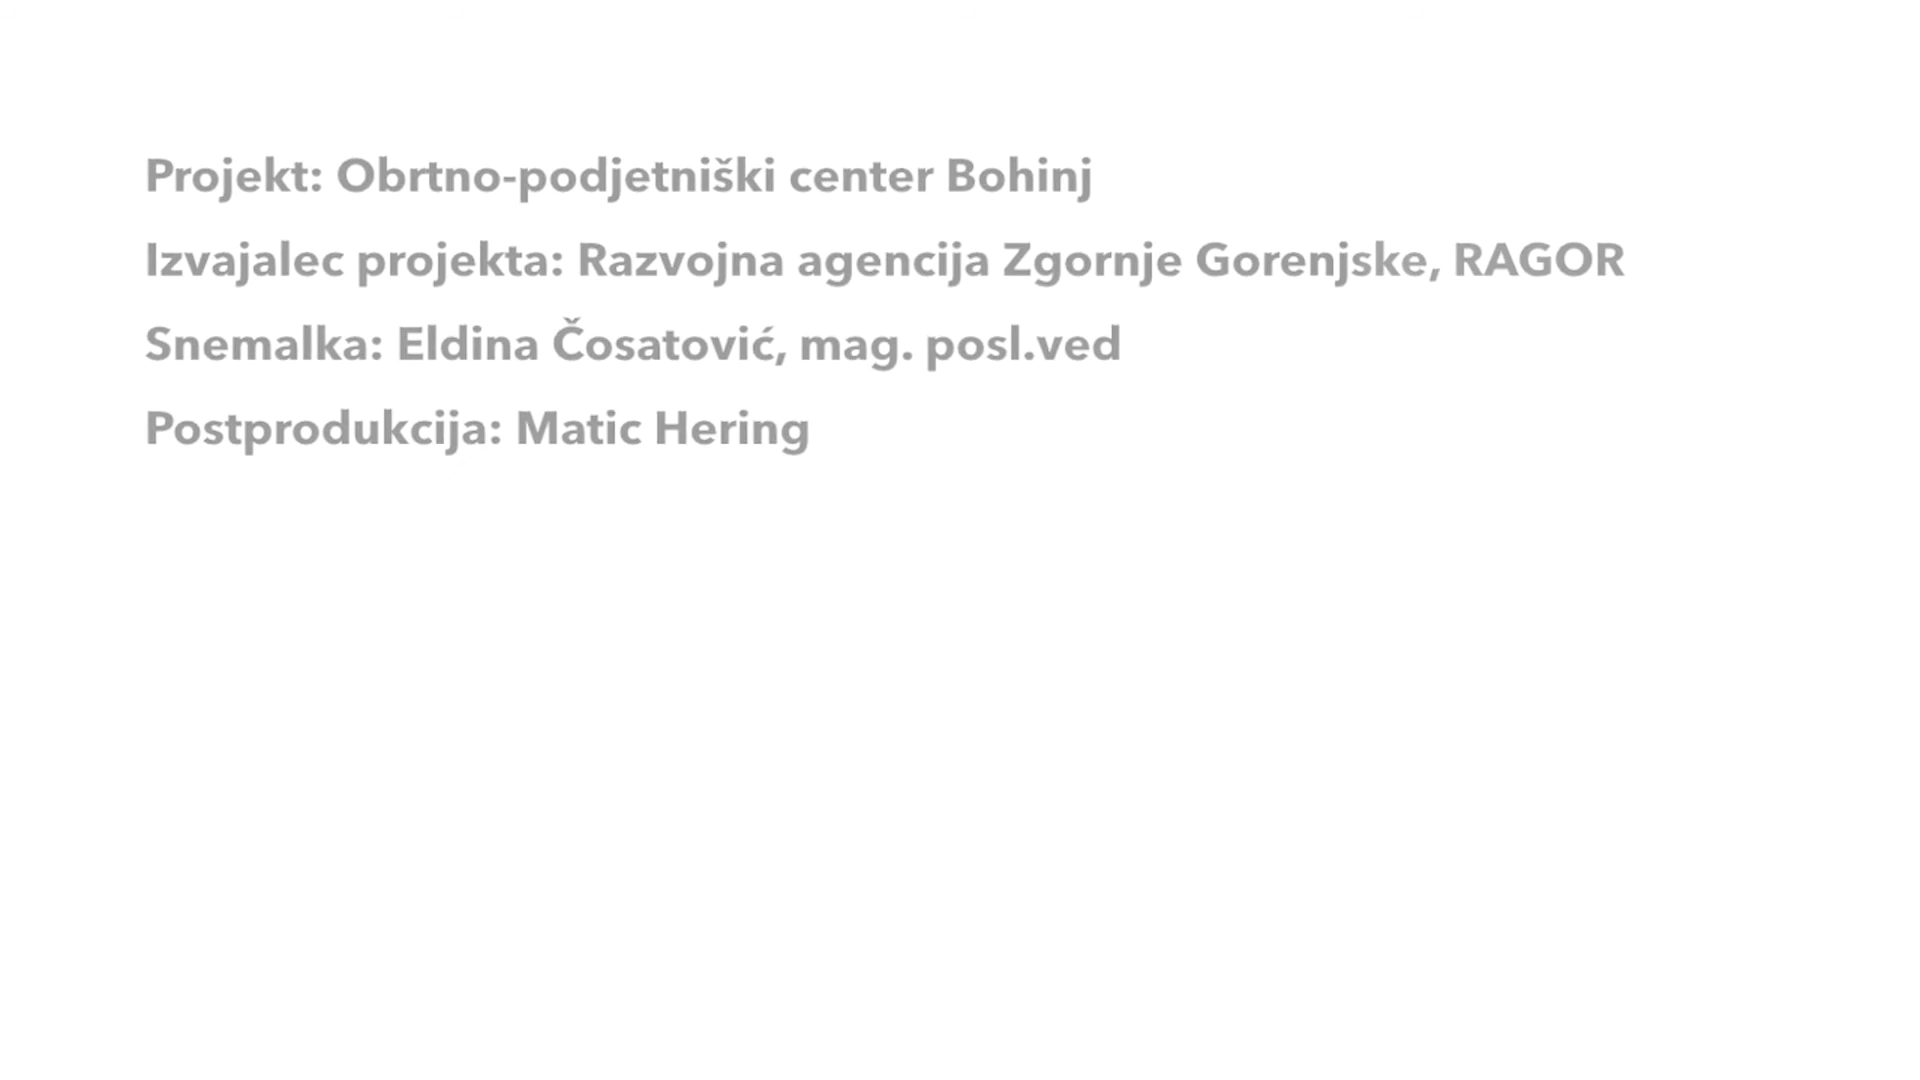 Projekt: Obrtno-podjetniški center Bohinj
Izvajalec projekta: Razvojna agencija Zgornje Gorenjske, RAGOR
Snemalka: Eldina Čosatović, mag. posl.ved
Postprodukcija: Matic Hering